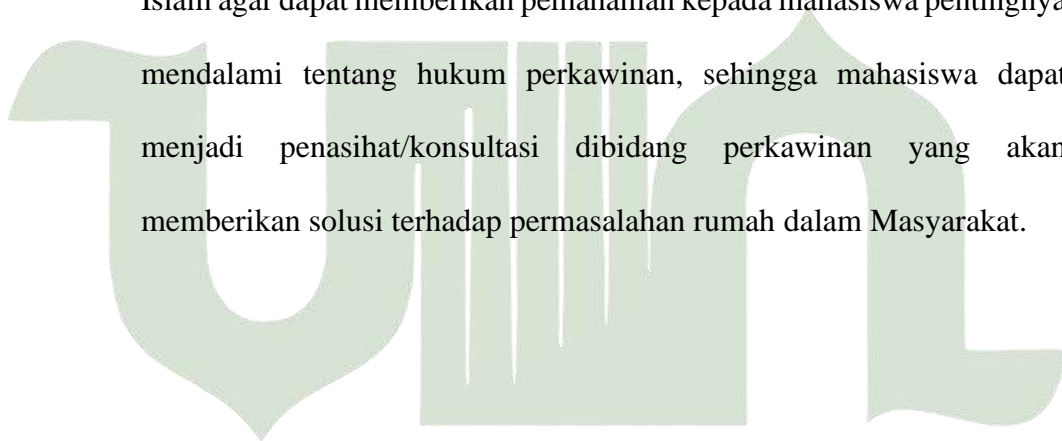 Islam agar dapat memberikan pemahaman kepada mahasiswa pentingnya
mendalami tentang hukum perkawinan, sehingga mahasiswa dapat
menjadi penasihat/konsultasi dibidang perkawinan yang akan
memberikan solusi terhadap permasalahan rumah dalam Masyarakat.